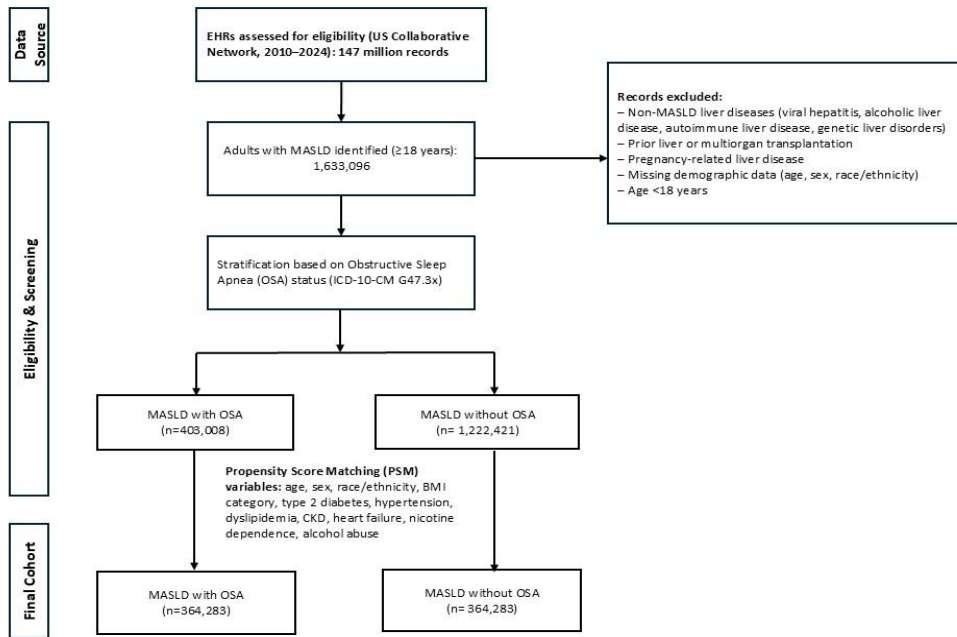 Data
Source
EHRs assessed for eligibility (US Collaborative
Network, 2010–2024): 147 million records
Records excluded:
– Non-MASLD liver diseases (viral hepatitis, alcoholic liver
disease, autoimmune liver disease, genetic liver disorders)
– Prior liver or multiorgan transplantation
– Pregnancy-related liver disease
– Missing demographic data (age, sex, race/ethnicity)
– Age <18 years
Eligibility & Screening
Adults with MASLD identified (≥18 years):
1,633,096
Stratification based on Obstructive Sleep
Apnea (OSA) status (ICD-10-CM G47.3x)
MASLD with OSA
(n=403,008)
MASLD without OSA
(n= 1,222,421)
Propensity Score Matching (PSM)
variables: age, sex, race/ethnicity, BMI
category, type 2 diabetes, hypertension,
dyslipidemia, CKD, heart failure, nicotine
dependence, alcohol abuse
Final Cohort
MASLD with OSA
(n=364,283)
MASLD without OSA
(n= 364,283)